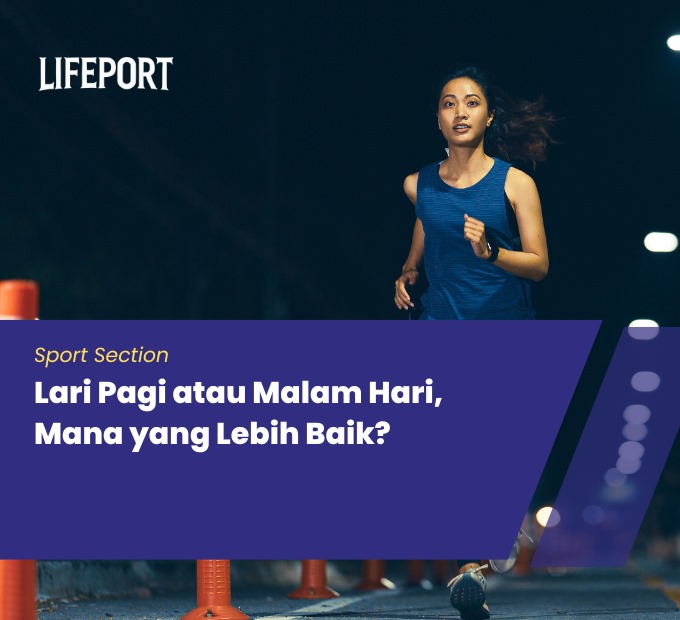 LIFEPORT
Sport Section
Lari Pagi atau Malam Hari,
Mana yang Lebih Baik?